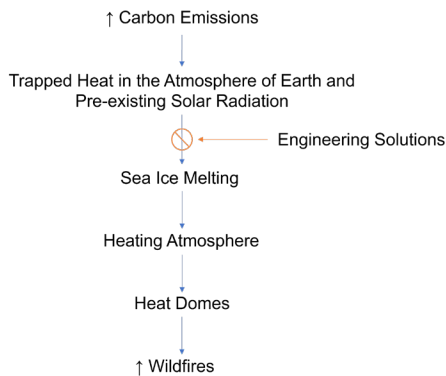 ↑ Carbon Emissions
Trapped Heat in the Atmosphere of Earth and
Pre-existing Solar Radiation
Engineering Solutions
Sea Ice Melting
Heating Atmosphere
Heat Domes
↑ Wildfires